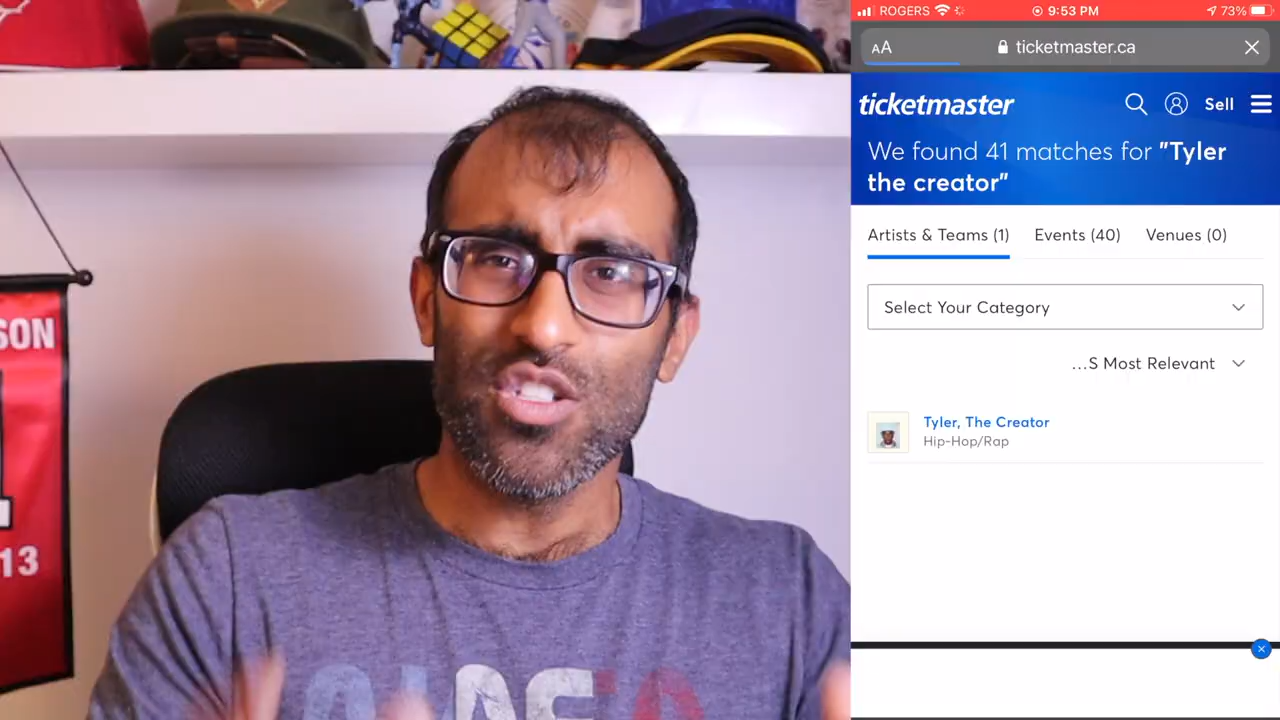 SON
13
ROGERS
9:53 PM
73%
AA
ticketmaster.ca
ticketmaster
Sell
We found 41 matches for "Tyler
the creator"
Artists & Teams (1)
Events (40)
Venues (0)
Select Your Category
...S Most Relevant
Tyler, The Creator
Hip-Hop/Rap